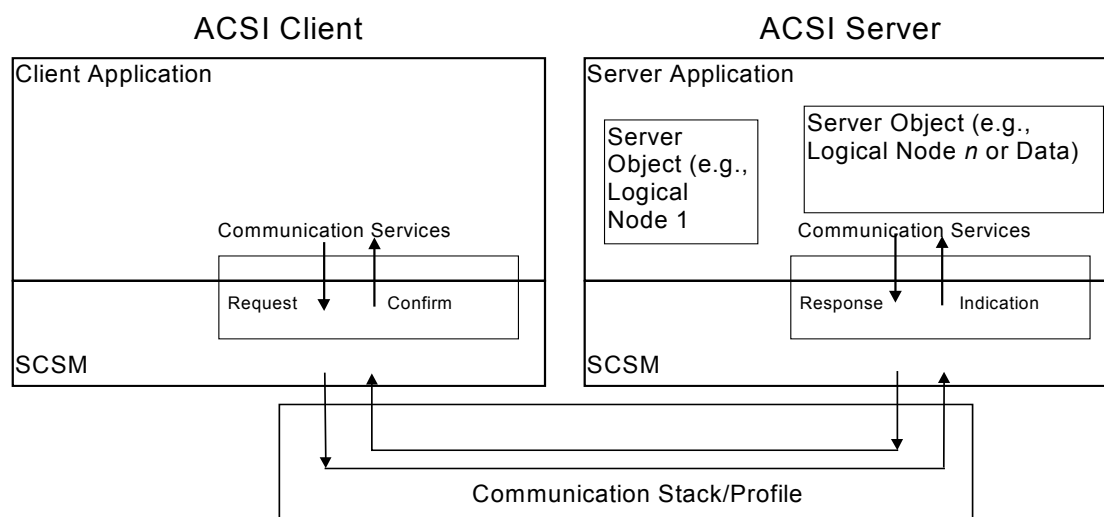 ACSI Client
ACSI Server
Client Application
Server Application
Server
Object (e.g.,
Logical
Node 1
Server Object (e.g.,
Logical Node n or Data)
Communication Services
Communication Services
Request
Confirm
Response
Indication
SCSM
SCSM
Communication Stack/Profile